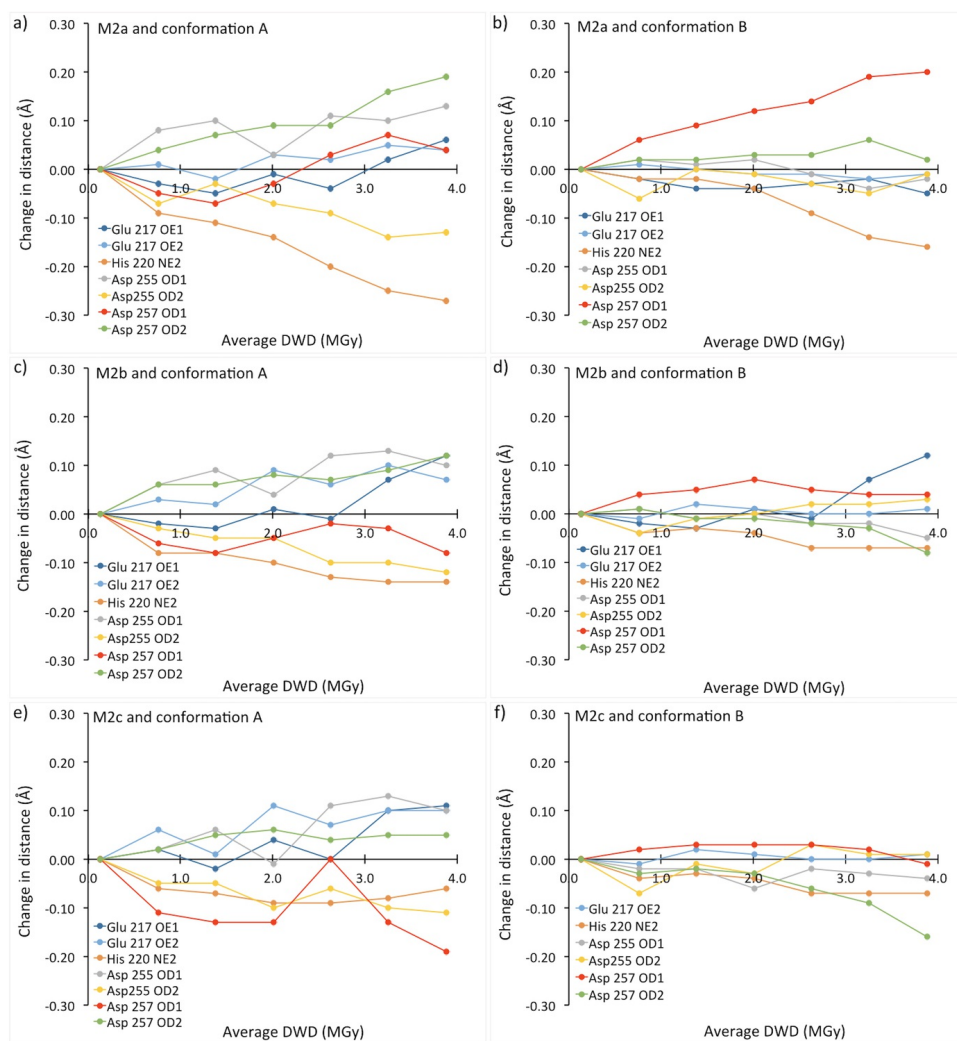 a)
M2a and conformation A
0.30
0.20
0.10
0.00
-0.10
-0.20
-0.30
Change in distance (Å)
0.0
1.0
2.0
3.0
4.0
Glu 217 OE1
Glu 217 OE2
His 220 NE2
Asp 255 OD1
Asp255 OD2
Asp 257 OD1
Asp 257 OD2
Average DWD (MGy)
b)
M2a and conformation B
0.30
0.20
0.10
0.00
-0.10
-0.20
-0.30
Change in distance (Å)
0.0
1.0
2.0
3.0
4.0
Glu 217 OE1
Glu 217 OE2
His 220 NE2
Asp 255 OD1
Asp255 OD2
Asp 257 OD1
Asp 257 OD2
Average DWD (MGy)
c)
M2b and conformation A
0.30
0.20
0.10
0.00
-0.10
-0.20
-0.30
Change in distance (Å)
0.0
1.0
2.0
3.0
4.0
Glu 217 OE1
Glu 217 OE2
His 220 NE2
Asp 255 OD1
Asp255 OD2
Asp 257 OD1
Asp 257 OD2
Average DWD (MGy)
d)
M2b and conformation B
0.30
0.20
0.10
0.00
-0.10
-0.20
-0.30
Change in distance (Å)
0.0
1.0
2.0
3.0
4.0
Glu 217 OE1
Glu 217 OE2
His 220 NE2
Asp 255 OD1
Asp255 OD2
Asp 257 OD1
Asp 257 OD2
Average DWD (MGy)
e)
M2c and conformation A
0.30
0.20
0.10
0.00
-0.10
-0.20
-0.30
Change in distance (Å)
0.0
1.0
2.0
3.0
4.0
Glu 217 OE1
Glu 217 OE2
His 220 NE2
Asp 255 OD1
Asp255 OD2
Asp 257 OD1
Asp 257 OD2
Average DWD (MGy)
f)
M2c and conformation B
0.30
0.20
0.10
0.00
-0.10
-0.20
-0.30
Change in distance (Å)
0.0
1.0
2.0
3.0
4.0
Glu 217 OE2
His 220 NE2
Asp 255 OD1
Asp255 OD2
Asp 257 OD1
Asp 257 OD2
Average DWD (MGy)